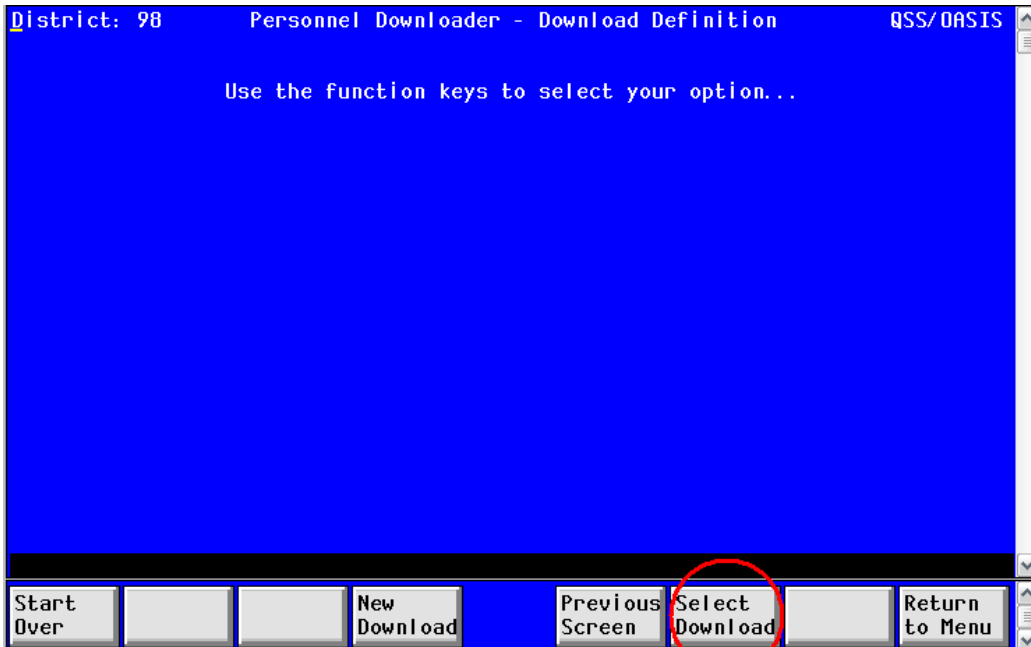 District: 98 Personnel Downloader - Download Definition QSS/OASIS
Use the function keys to select your option...
Start Over
New Download
Previous Screen
Select Download
Return to Menu